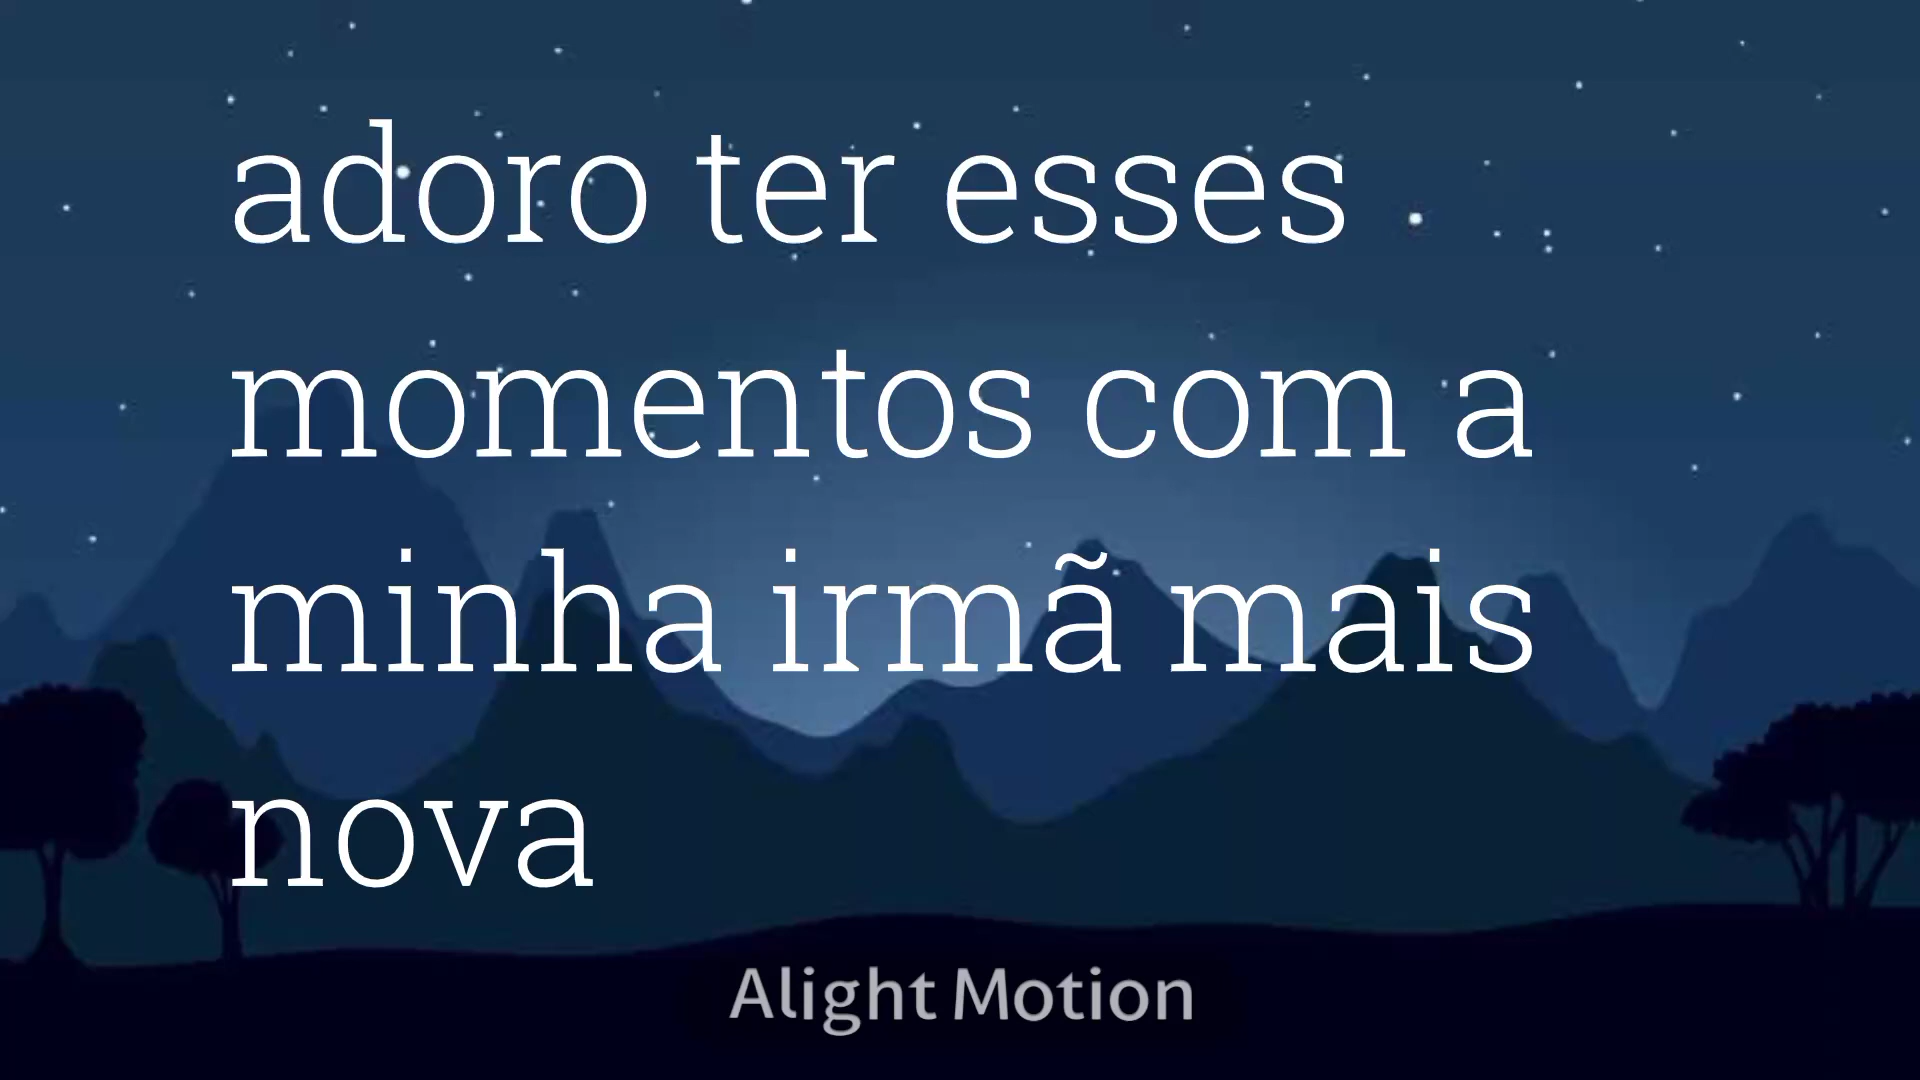 adoro ter esses
momentos com a
minha irmã mais
nova
Alight Motion